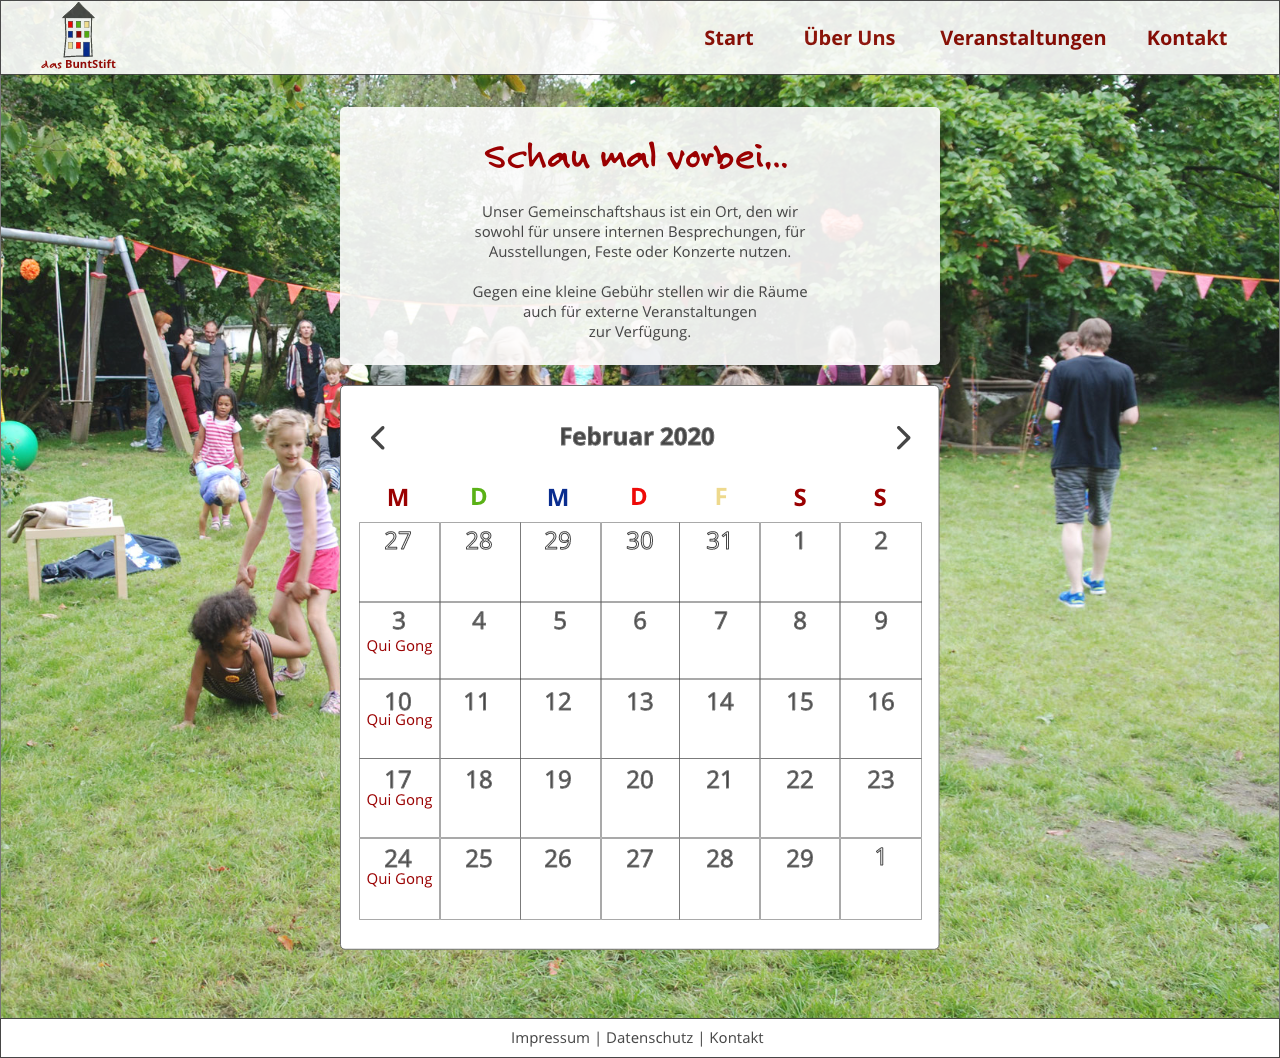 das BuntStift
Start Über Uns Veranstaltungen Kontakt
Schau mal vorbei...
Unser Gemeinschaftshaus ist ein Ort, den wir
sowohl für unsere internen Besprechungen, für
Ausstellungen, Feste oder Konzerte nutzen.
Gegen eine kleine Gebühr stellen wir die Räume
auch für externe Veranstaltungen
zur Verfügung.
Februar 2020
M D M D F S S
27 28 29 30 31 1 2
3 4 5 6 7 8 9
Qui Gong
10 11 12 13 14 15 16
Qui Gong
17 18 19 20 21 22 23
Qui Gong
24 25 26 27 28 29 1
Qui Gong
Impressum | Datenschutz | Kontakt